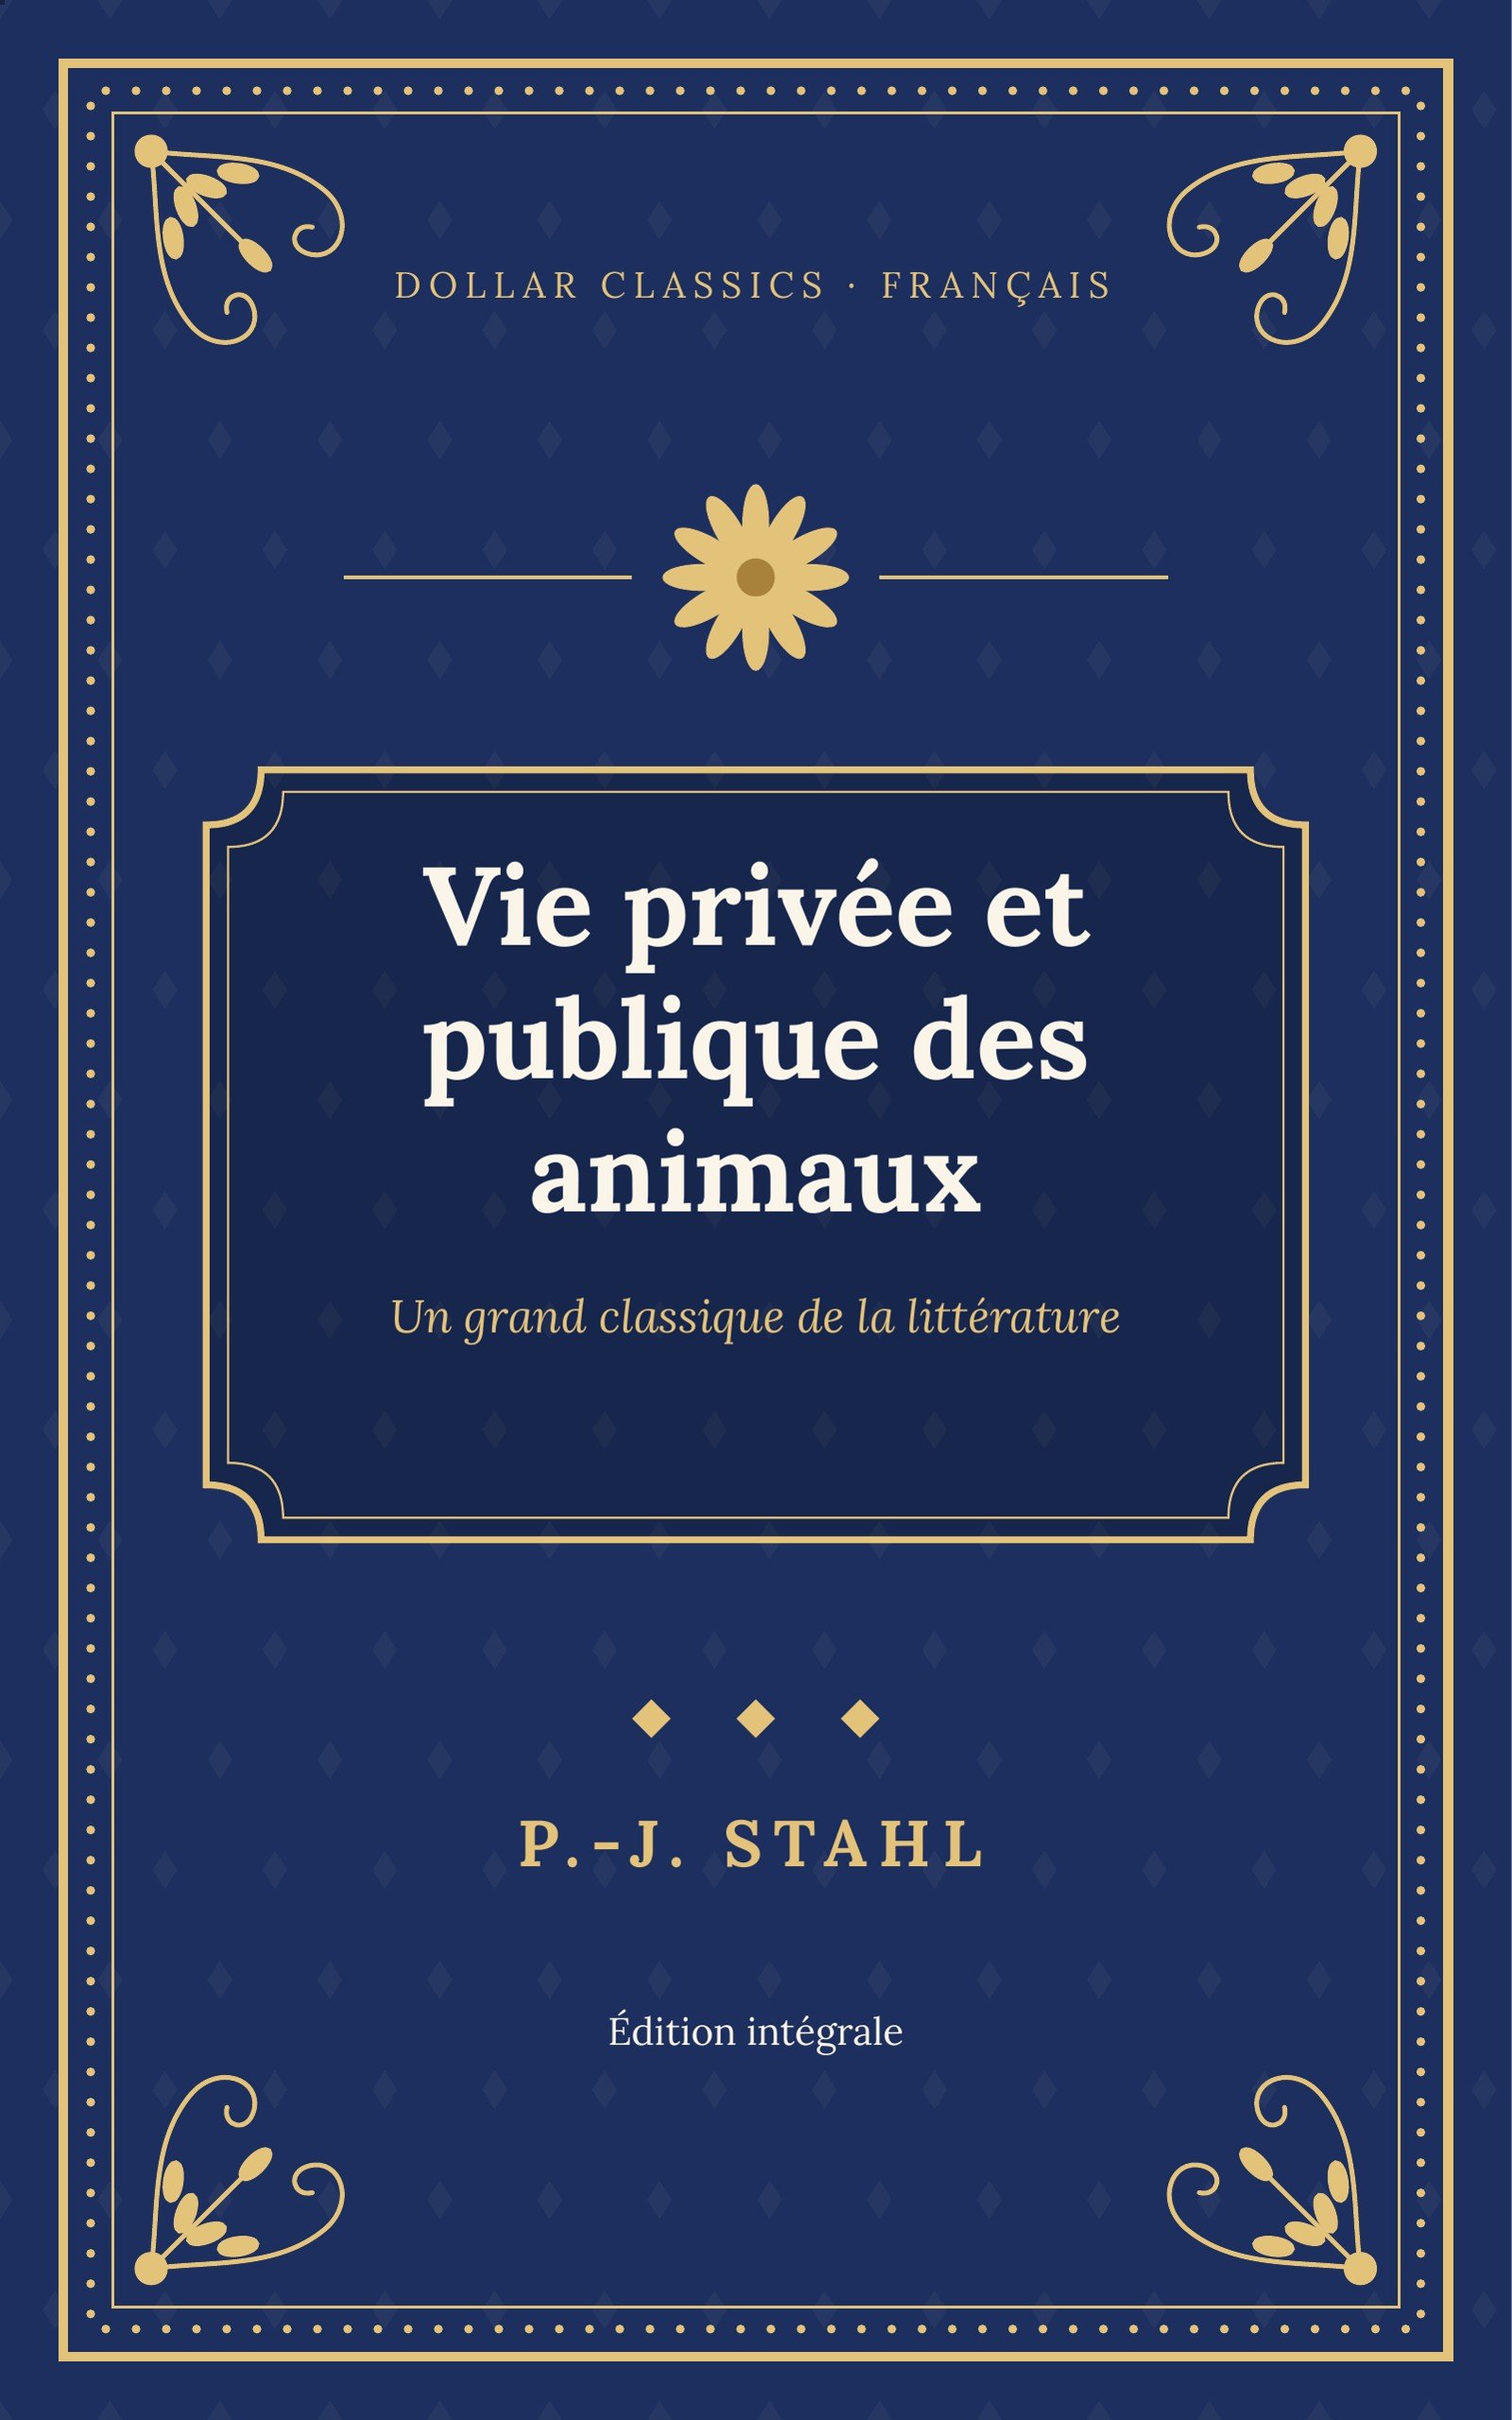 DOLLAR CLASSICS · FRANÇAIS
Vie privée et
publique des
animaux
Un grand classique de la littérature
P.-J. STAHL
Édition intégrale